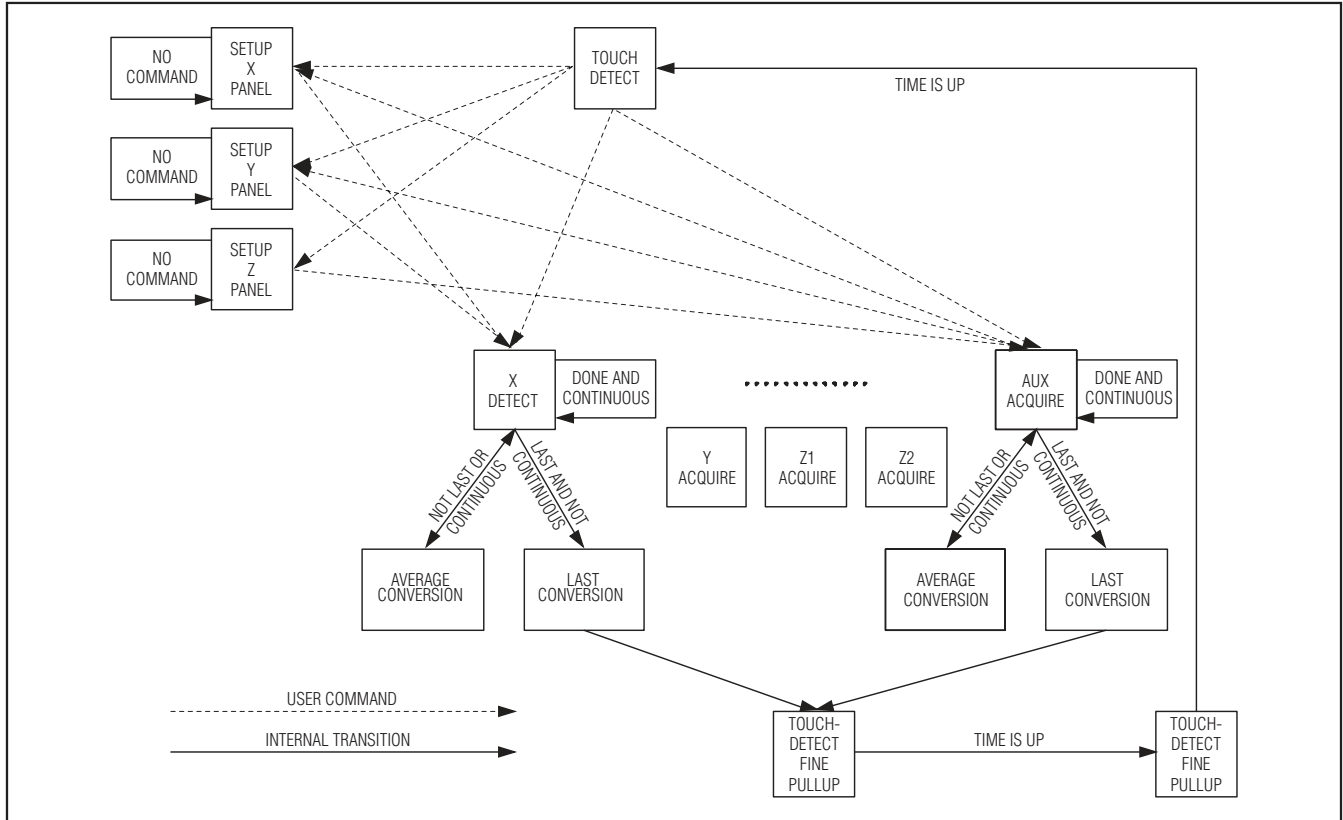 NO
COMMAND
SETUP
X
PANEL
TOUCH
DETECT
TIME IS UP
NO
COMMAND
SETUP
Y
PANEL
NO
COMMAND
SETUP
Z
PANEL
X
DETECT
DONE AND
CONTINUOUS
AUX
ACQUIRE
DONE AND
CONTINUOUS
Y
ACQUIRE
Z1
ACQUIRE
Z2
ACQUIRE
NOT LAST OR
CONTINUOUS
LAST AND NOT
CONTINUOUS
NOT LAST OR
CONTINUOUS
LAST AND NOT
CONTINUOUS
AVERAGE
CONVERSION
LAST
CONVERSION
AVERAGE
CONVERSION
LAST
CONVERSION
USER COMMAND
INTERNAL TRANSITION
TOUCH-
DETECT
FINE
PULLUP
TIME IS UP
TOUCH-
DETECT
FINE
PULLUP